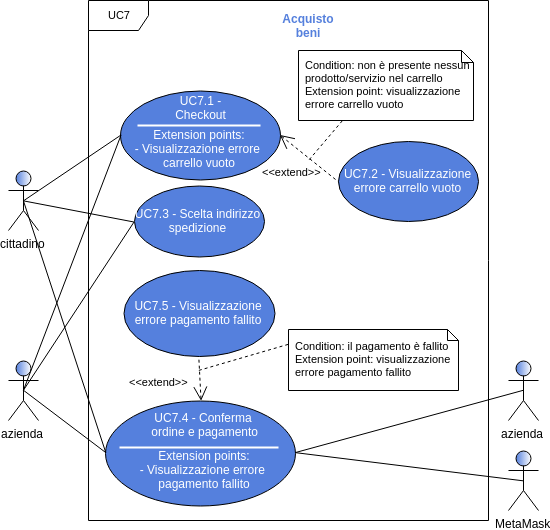 UC7
Acquisto
beni
Condition: non è presente nessun
prodotto/servizio nel carrello
Extension point: visualizzazione
errore carrello vuoto
UC7.1 -
Checkout
Extension points:
- Visualizzazione errore
carrello vuoto
<<extend>>
UC7.2 - Visualizzazione
errore carrello vuoto
cittadino
UC7.3 - Scelta indirizzo
spedizione
UC7.5 - Visualizzazione
errore pagamento fallito
Condition: il pagamento è fallito
Extension point: visualizzazione
errore pagamento fallito
<<extend>>
azienda
UC7.4 - Conferma
ordine e pagamento
Extension points:
- Visualizzazione errore
pagamento fallito
azienda
MetaMask